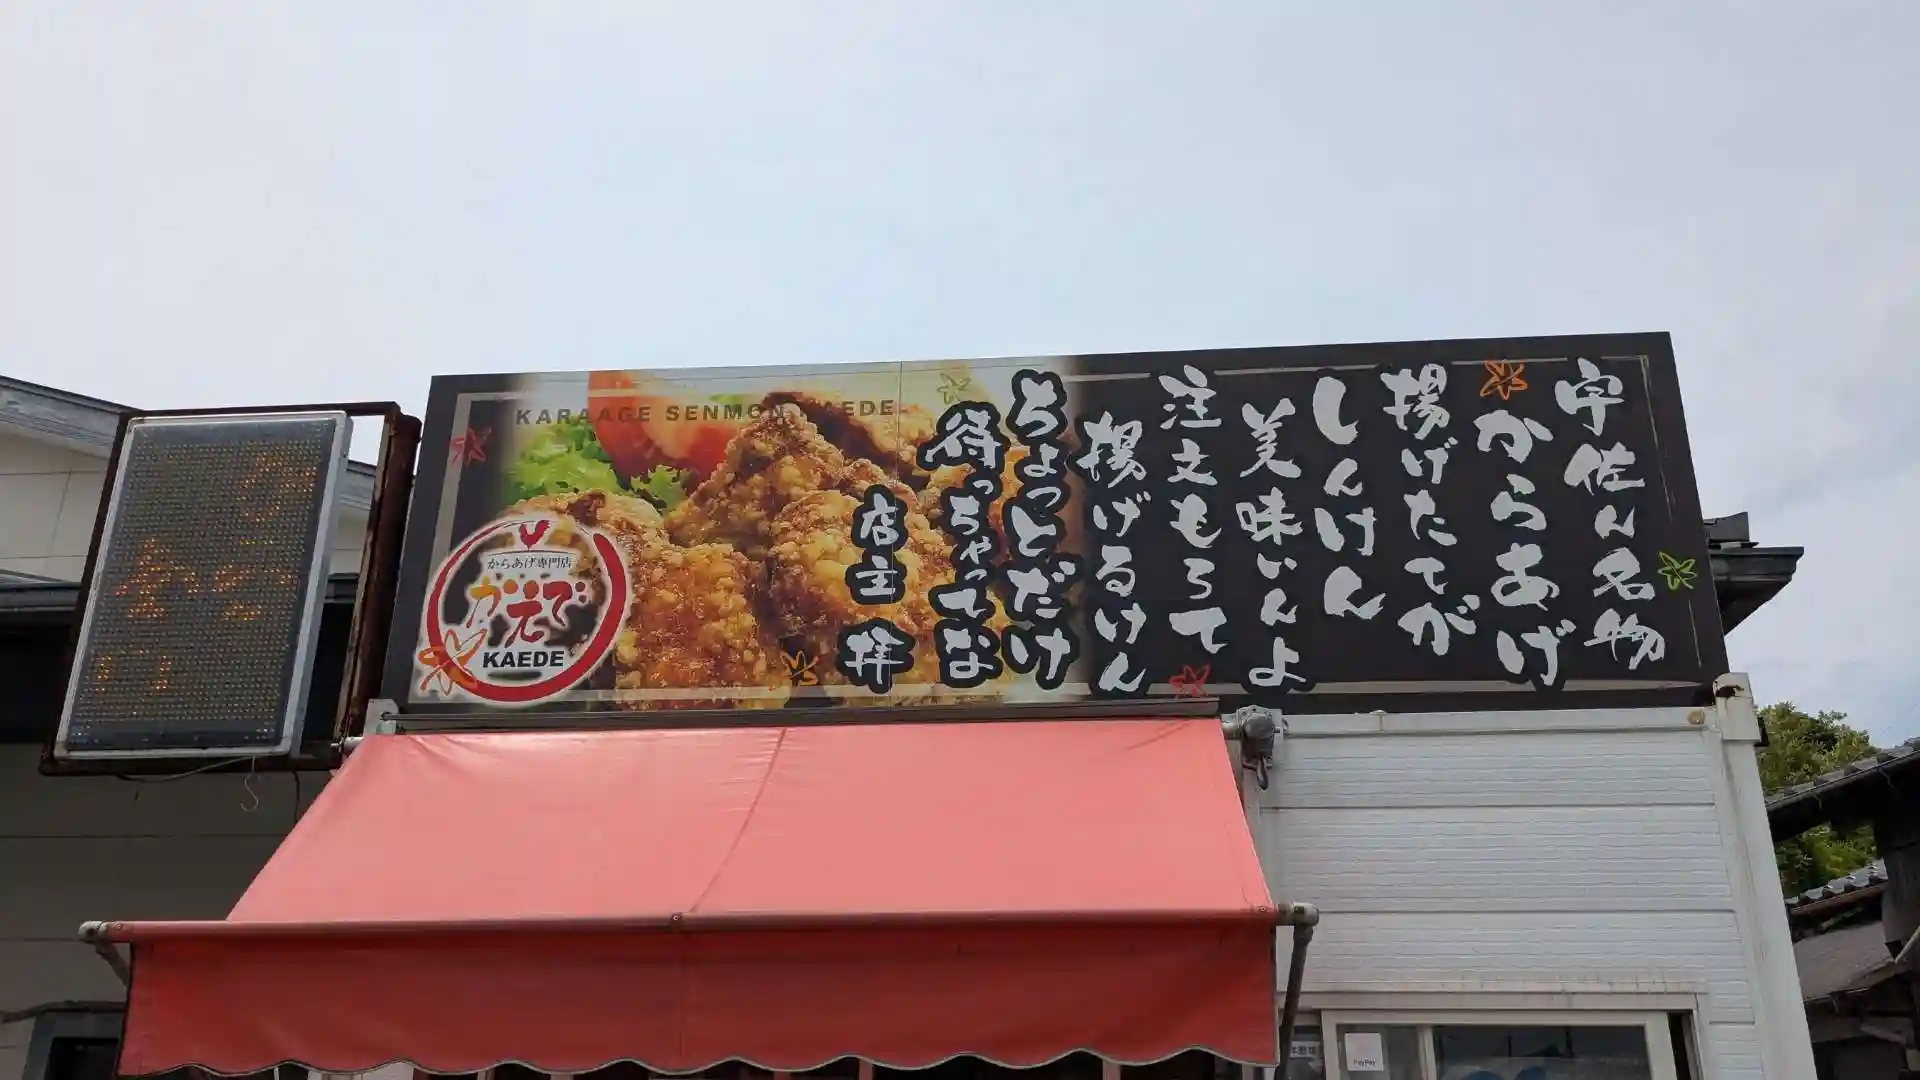 宇佐ん名物
からあげ
揚げたてが
しんけん
美味いんよ
注文もろて
揚げるけん
ちょっとだけ
待っちゃってな
店主 拝
KARAAGE SENMON KAEDE
からあげ専門店
かえで
KAEDE
PayPay